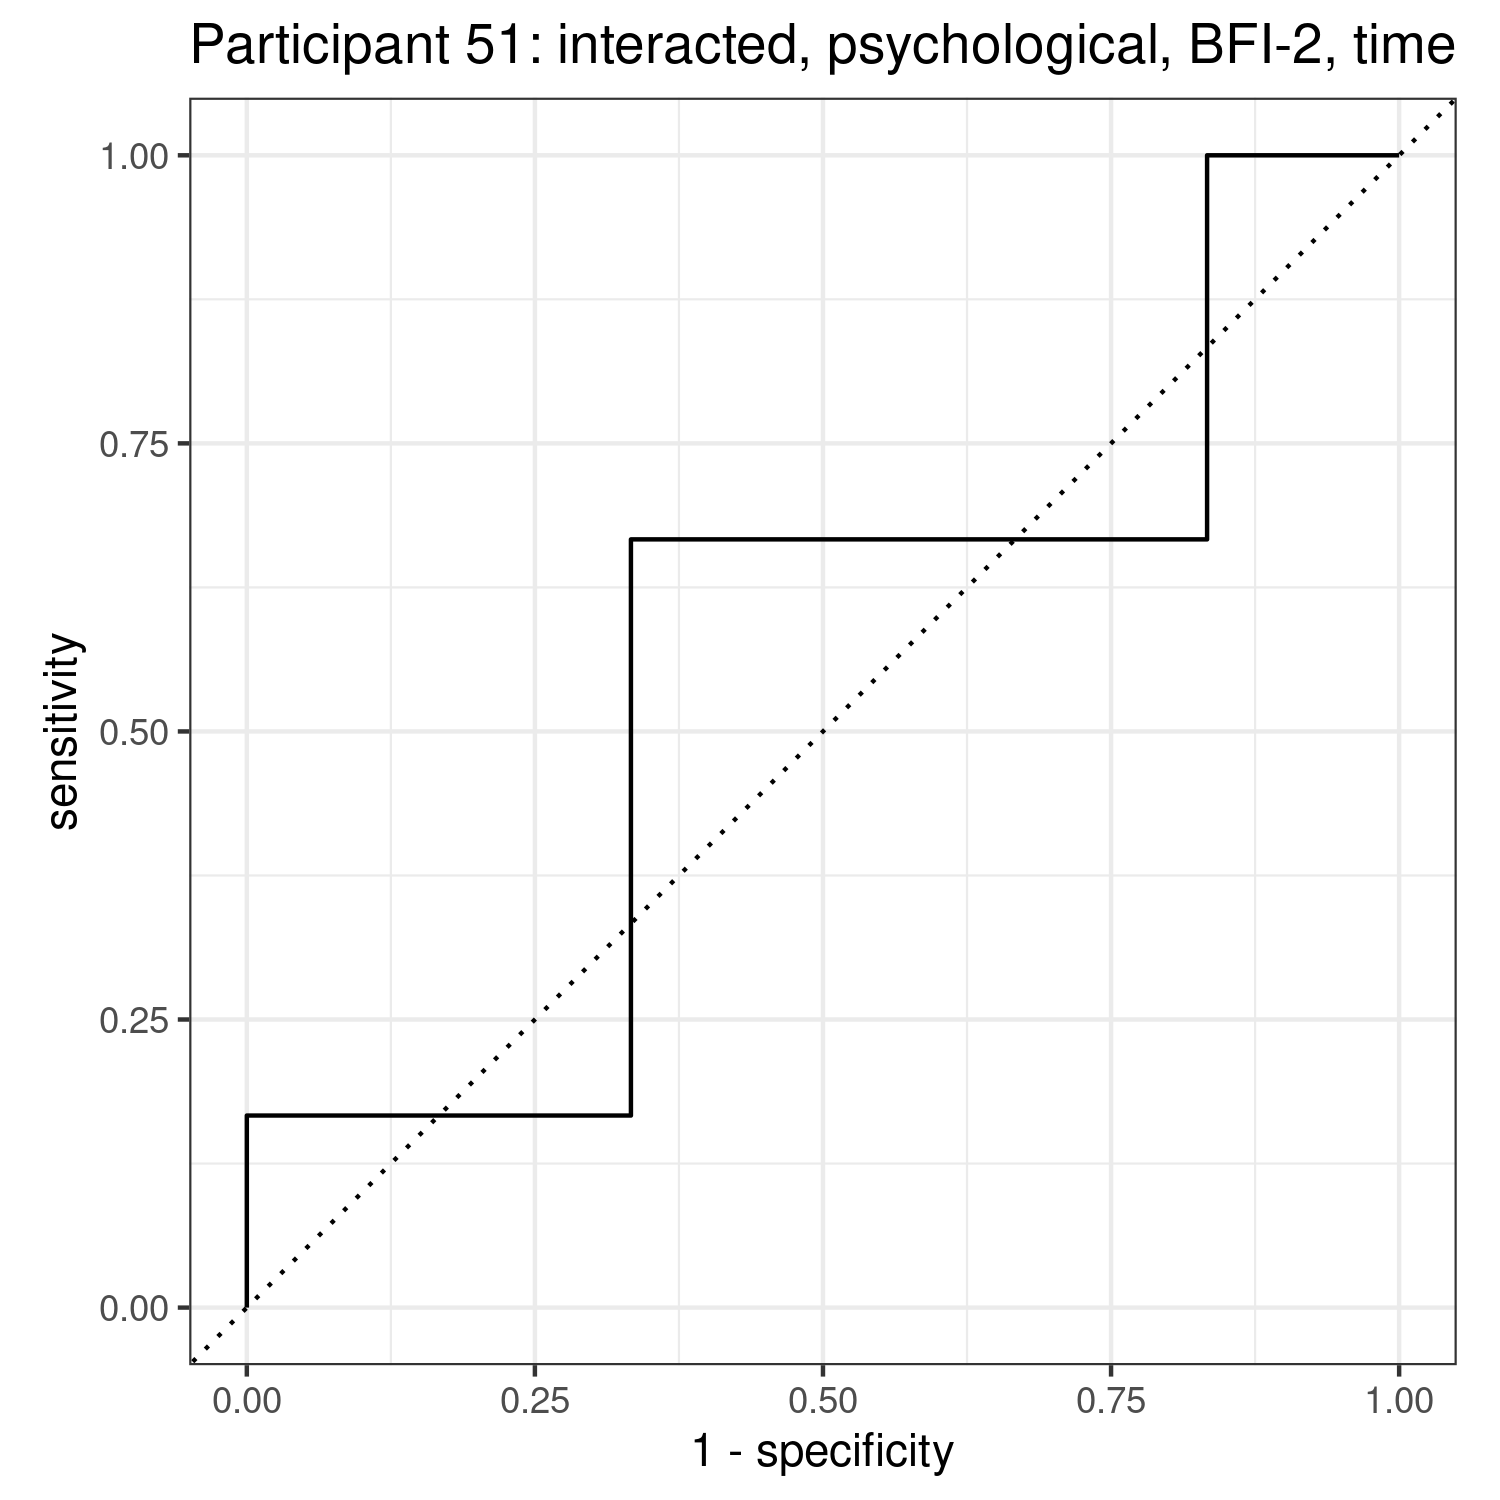 Participant 51: interacted, psychological, BFI-2, time
1.00
0.75
0.50
0.25
0.00
sensitivity
0.00 0.25 0.50 0.75 1.00
1 - specificity